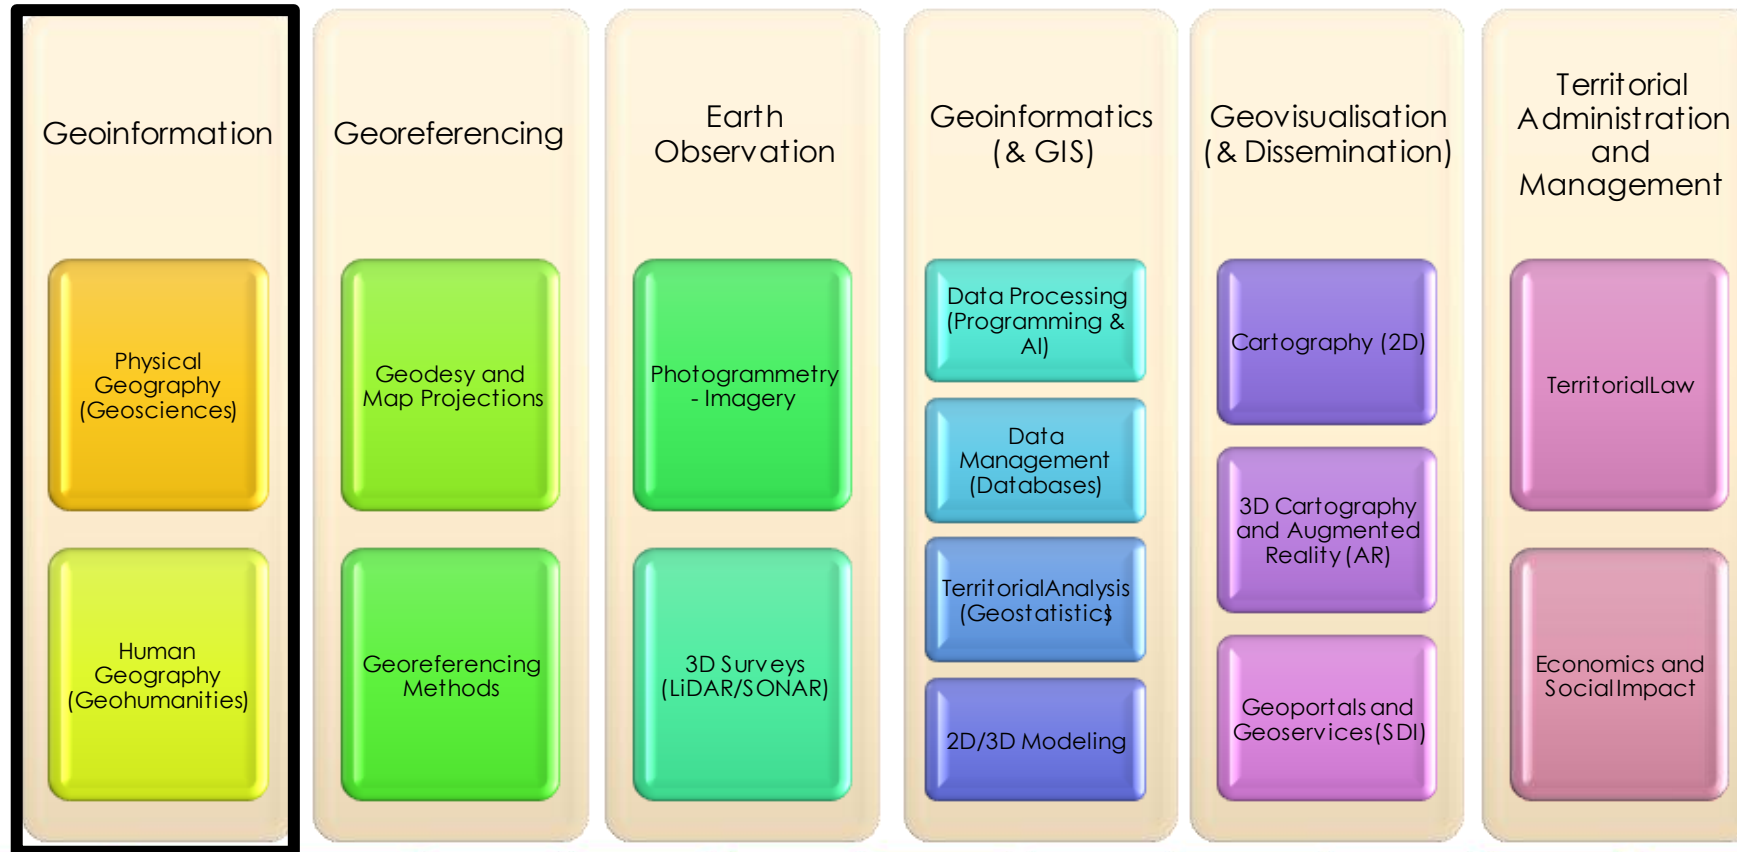 Geoinformation
Physical
Geography
(Geosciences)
Human
Geography
(Geohumanities)
Georeferencing
Geodesy and
Map Projections
Georeferencing
Methods
Earth
Observation
Photogrammetry
- Imagery
3D Surveys
(LiDAR/SONAR)
Geoinformatics
(& GIS)
Data Processing
(Programming &
AI)
Data
Management
(Databases)
TerritorialAnalysis
(Geostatistics)
2D/3D Modeling
Geovisualisation
(& Dissemination)
Cartography (2D)
3D Cartography
and Augmented
Reality (AR)
Geoportals and
Geoservices(SDI)
Territorial
Administration
and
Management
TerritorialLaw
Economics and
SocialImpact